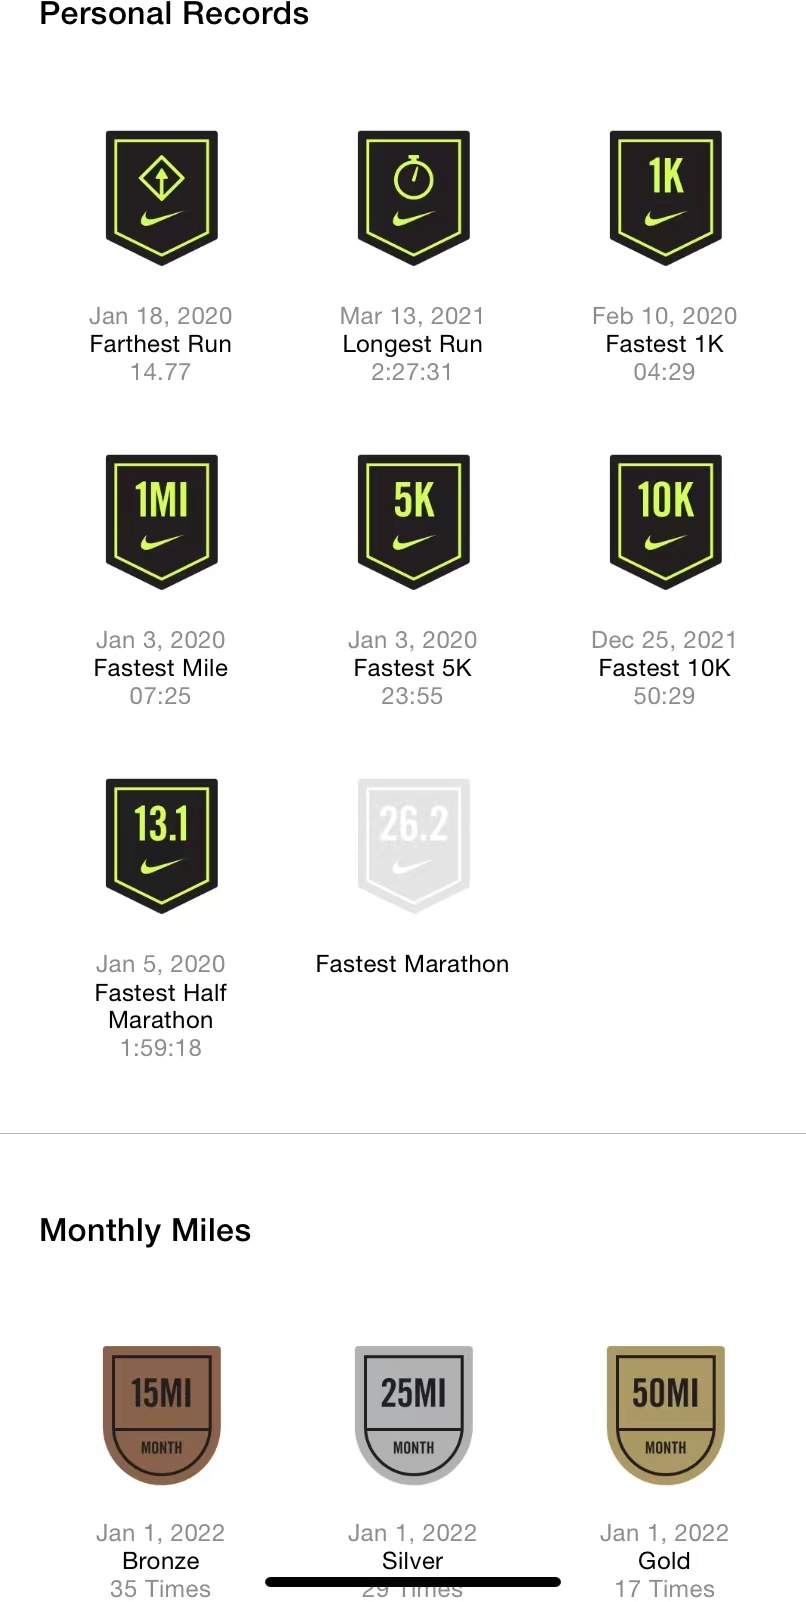 Personal Records
1K
Jan 18, 2020
Farthest Run
14.77
Mar 13, 2021
Longest Run
2:27:31
Feb 10, 2020
Fastest 1K
04:29
1MI
5K
10K
Jan 3, 2020
Fastest Mile
07:25
Jan 3, 2020
Fastest 5K
23:55
Dec 25, 2021
Fastest 10K
50:29
13.1
26.2
Jan 5, 2020
Fastest Half
Marathon
1:59:18
Fastest Marathon
Monthly Miles
15MI
MONTH
25MI
MONTH
50MI
MONTH
Jan 1, 2022
Bronze
35 Times
Jan 1, 2022
Silver
29 Times
Jan 1, 2022
Gold
17 Times